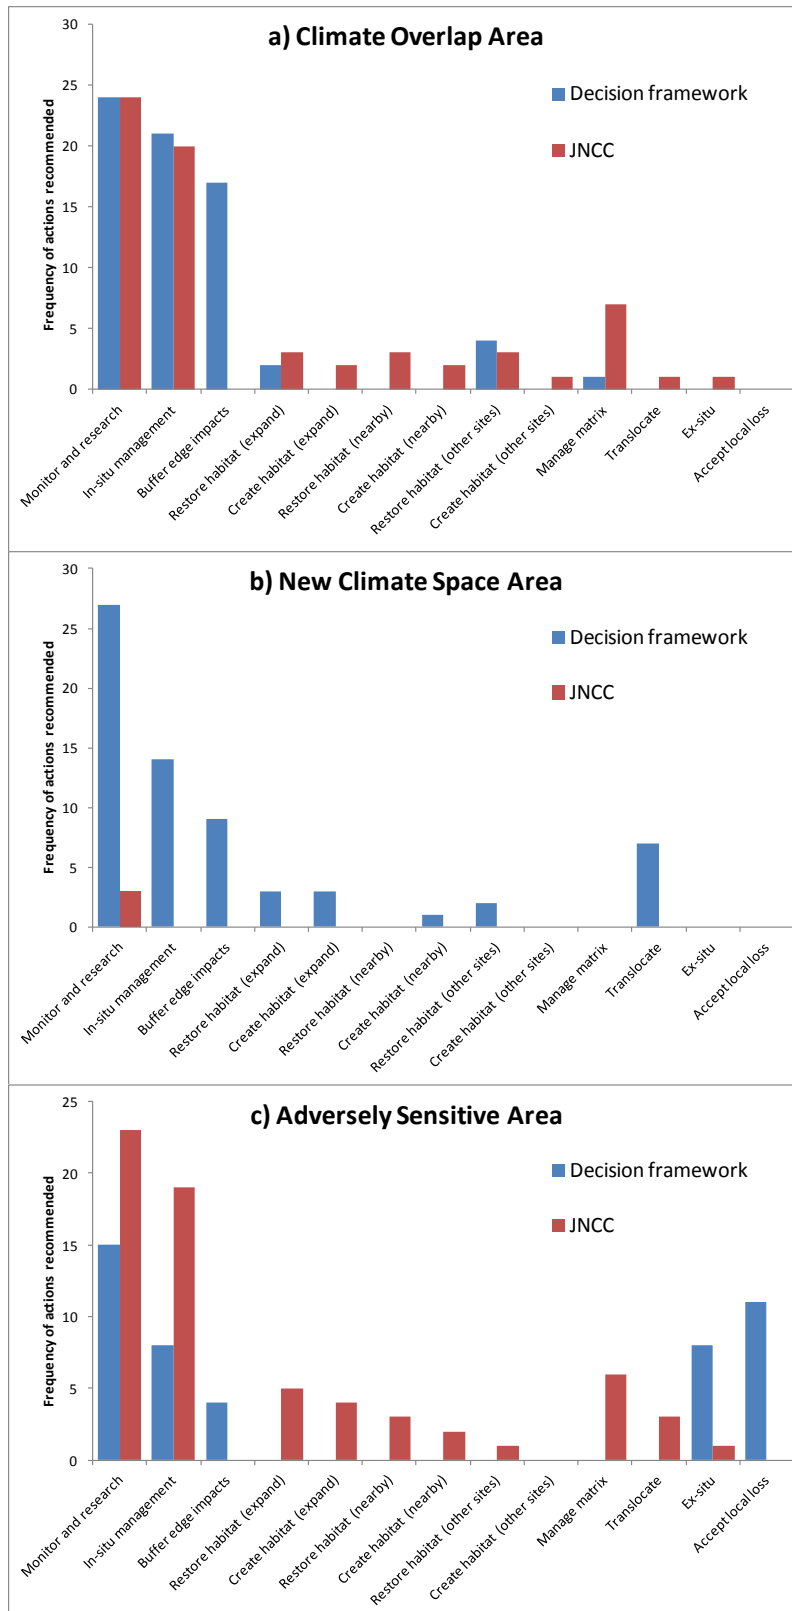 a) Climate Overlap Area
Decision framework
JNCC
Frequency of actions recommended
30
25
20
15
10
5
0
Monitor and research
In-situ management
Buffer edge impacts
Restore habitat (expand)
Create habitat (expand)
Restore habitat (nearby)
Create habitat (nearby)
Restore habitat (other sites)
Create habitat (other sites)
Manage matrix
Translocate
Ex-situ
Accept local loss
b) New Climate Space Area
Decision framework
JNCC
Frequency of actions recommended
30
25
20
15
10
5
0
Monitor and research
In-situ management
Buffer edge impacts
Restore habitat (expand)
Create habitat (expand)
Restore habitat (nearby)
Create habitat (nearby)
Restore habitat (other sites)
Create habitat (other sites)
Manage matrix
Translocate
Ex-situ
Accept local loss
c) Adversely Sensitive Area
Decision framework
JNCC
Frequency of actions recommended
25
20
15
10
5
0
Monitor and research
In-situ management
Buffer edge impacts
Restore habitat (expand)
Create habitat (expand)
Restore habitat (nearby)
Create habitat (nearby)
Restore habitat (other sites)
Create habitat (other sites)
Manage matrix
Translocate
Ex-situ
Accept local loss